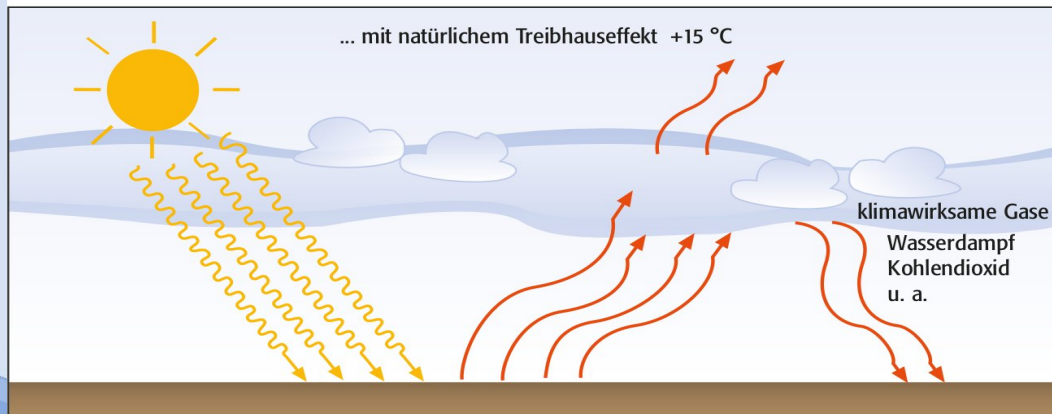 ... mit natürlichem Treibhauseffekt +15 °C
klimawirksame Gase
Wasserdampf
Kohlendioxid
u. a.